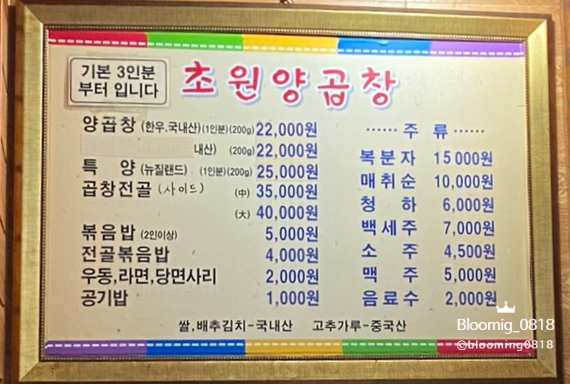 기본 3인분
부터 입니다
초원양곱창
양곱창 (한우.국내산)(1인분)(200g) 22,000원
내산) (200g) 22,000원
특 양 (뉴질랜드) (1인분)(200g) 25,000원
곱창전골 (사이드) (中) 35,000원
(大) 40,000원
볶음밥 (2인이상) 5,000원
전골볶음밥 4,000원
우동,라면,당면사리 2,000원
공기밥 1,000원
······ 주 류 ······
복분자 15000원
매취순 10,000원
청 하 6,000원
백세주 7,000원
소 주 4,500원
맥 주 5,000원
음료수 2,000원
쌀,배추김치-국내산 고추가루-중국산
Bloomig_0818
©blooming0818